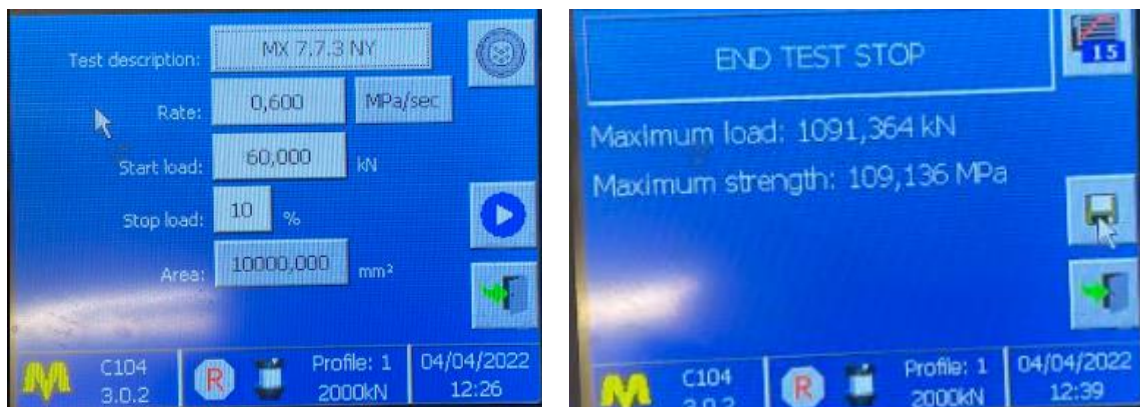 Test description: MX 7.7.3 NY
Rate: 0,600 MPa/sec
Start load: 60,000 kN
Stop load: 10 %
Area: 10000,000 mm²
C104
3.0.2
R
Profile: 1
2000kN
04/04/2022
12:26
END TEST STOP
15
Maximum load: 1091,364 kN
Maximum strength: 109,136 MPa
C104
3.0.2
R
Profile: 1
2000kN
04/04/2022
12:39